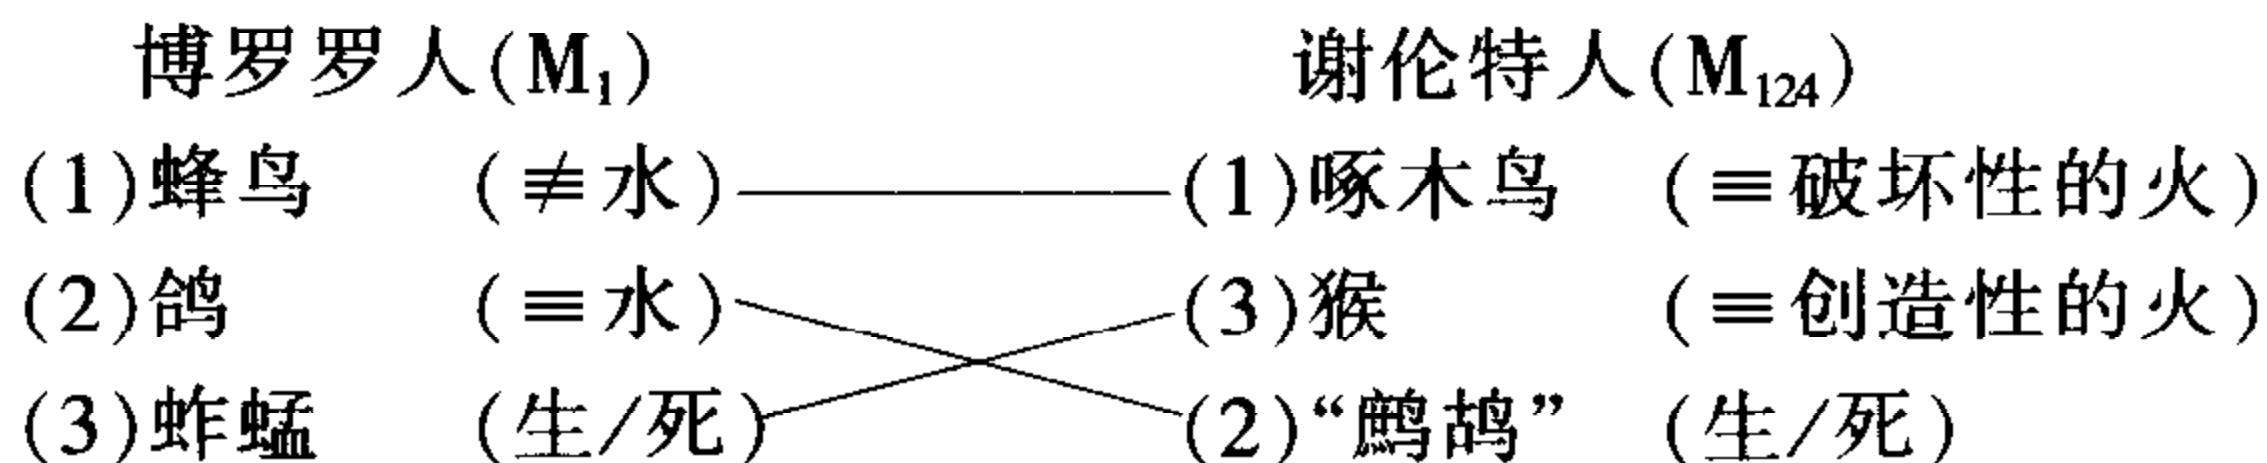 博罗罗人(M₁) 谢伦特人(M₁₂₄)
(1)蜂鸟 (≢水) (1)啄木鸟 (≡破坏性的火)
(2)鸽 (≡水) (3)猴 (≡创造性的火)
(3)蚱蜢 (生/死) (2)“鹧鸪” (生/死)